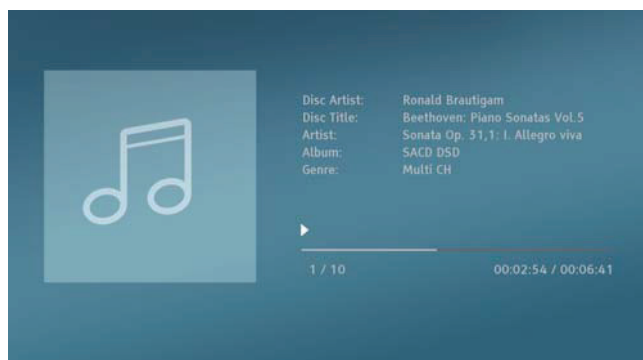 Disc Artist: Ronald Brautigam
Disc Title: Beethoven: Piano Sonatas Vol.5
Artist: Sonata Op. 31,1: I. Allegro viva
Album: SACD DSD
Genre: Multi CH
1 / 10 00:02:54 / 00:06:41